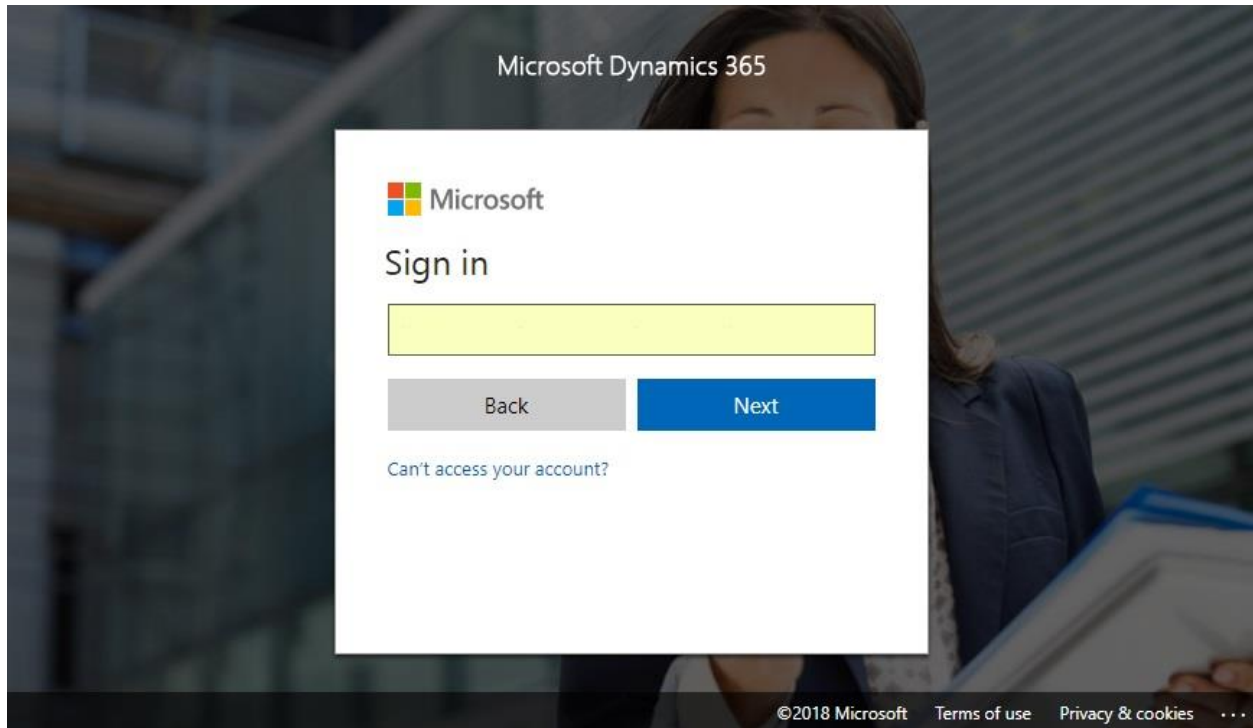 Microsoft Dynamics 365
Microsoft
Sign in
Back Next
Can't access your account?
©2018 Microsoft Terms of use Privacy & cookies ...